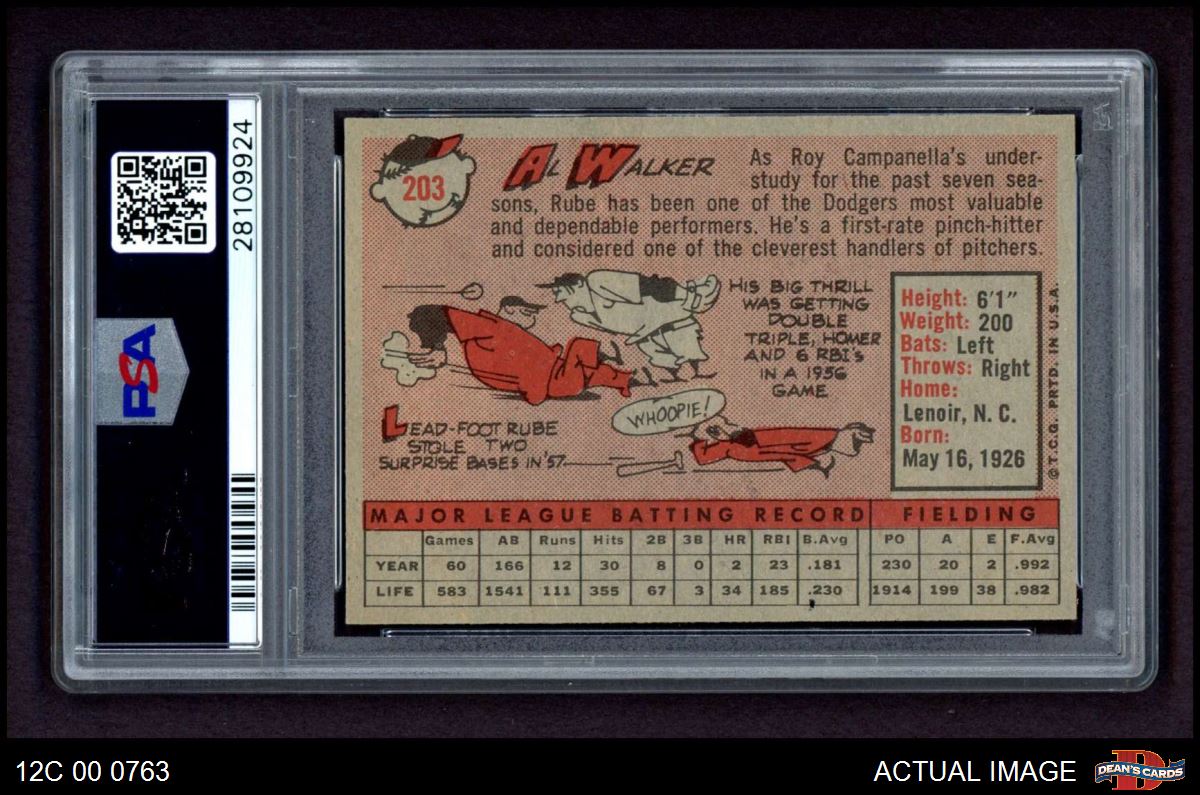 28109924
PSA
203
AL WALKER
As Roy Campanella's under-
study for the past seven sea-
sons, Rube has been one of the Dodgers most valuable
and dependable performers. He's a first-rate pinch-hitter
and considered one of the cleverest handlers of pitchers.
HIS BIG THRILL
WAS GETTING
DOUBLE
TRIPLE, HOMER
AND 6 RBI'S
IN A 1956
GAME
LEAD-FOOT RUBE
STOLE TWO
SURPRISE BASES IN '57
WHOOPIE!
Height: 6'1"
Weight: 200
Bats: Left
Throws: Right
Home:
Lenoir, N. C.
Born:
May 16, 1926
© T.C.G. PRTD. IN U.S.A.
MAJOR LEAGUE BATTING RECORD FIELDING
Games AB Runs Hits 2B 3B HR RBI B.Avg PO A E F.Avg
YEAR 60 166 12 30 8 0 2 23 .181 230 20 2 .992
LIFE 583 1541 111 355 67 3 34 185 .230 1914 199 38 .982
12C 00 0763
ACTUAL IMAGE
D
DEAN'S CARDS